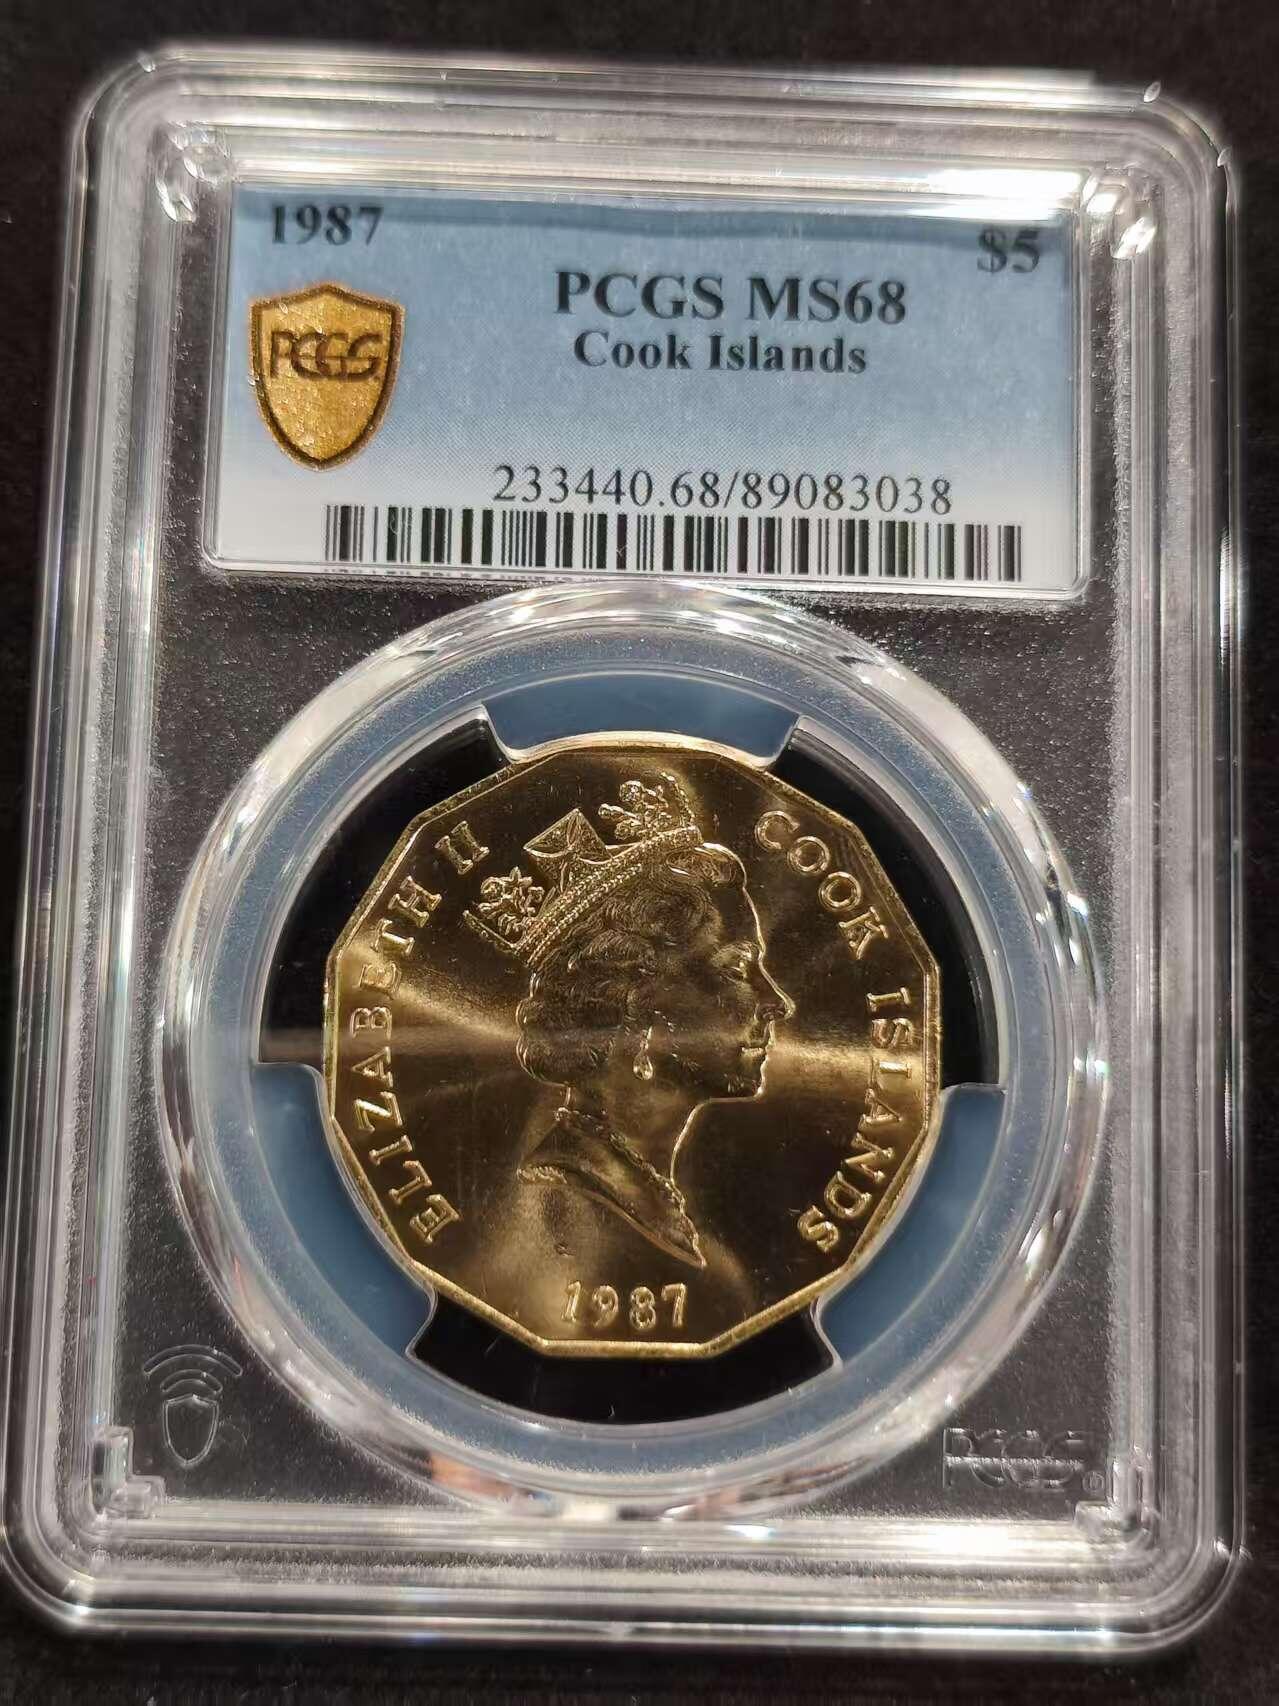 1987
$5
PCGS MS68
Cook Islands
PCGS
233440.68/89083038
ELIZABETH II
COOK ISLANDS
1987
PCGS